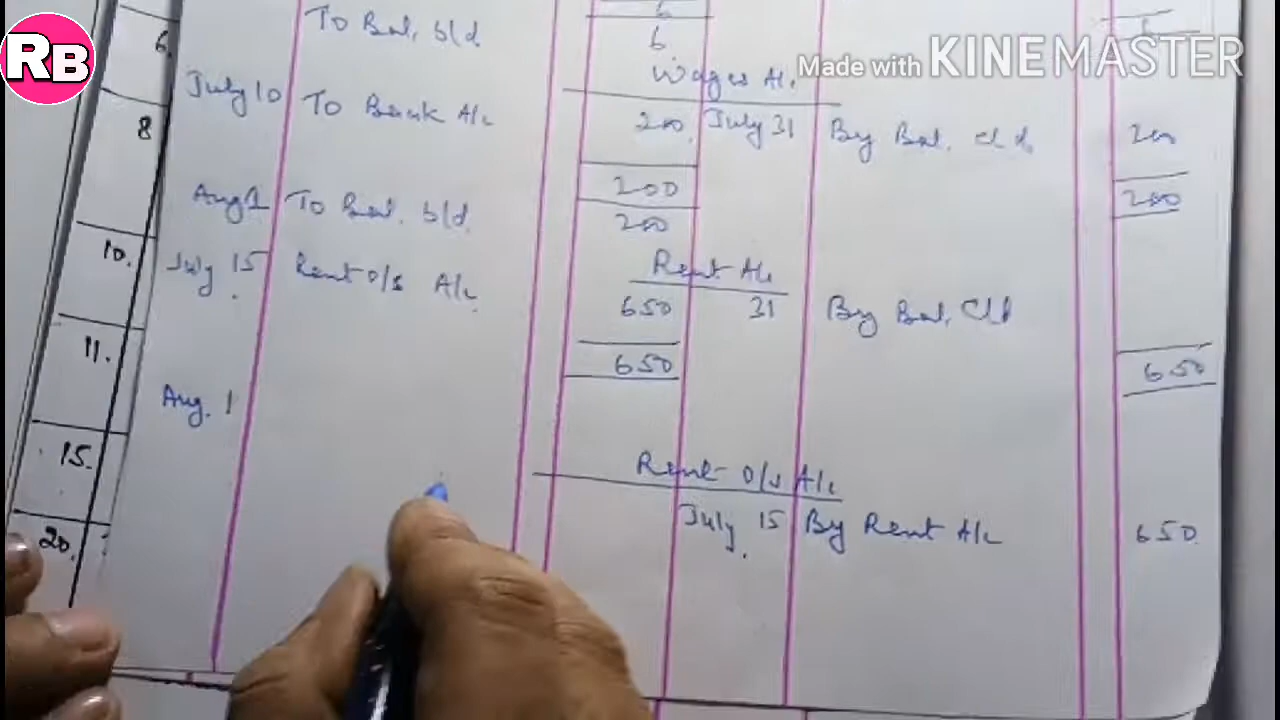 RB
Made with KINEMASTER
6
6. To Bal. b/d 6.
Wages A/c
July 10 To Bank A/c 200 July 31 By Bal. c/d 200
8
200 200
Aug 1 To Bal. b/d 200
10. Rent A/c
July 15 Rent O/s A/c 650 31 By Bal. C/d
11. 650 650
Aug. 1
15. Rent O/s A/c
20. July 15 By Rent A/c 650